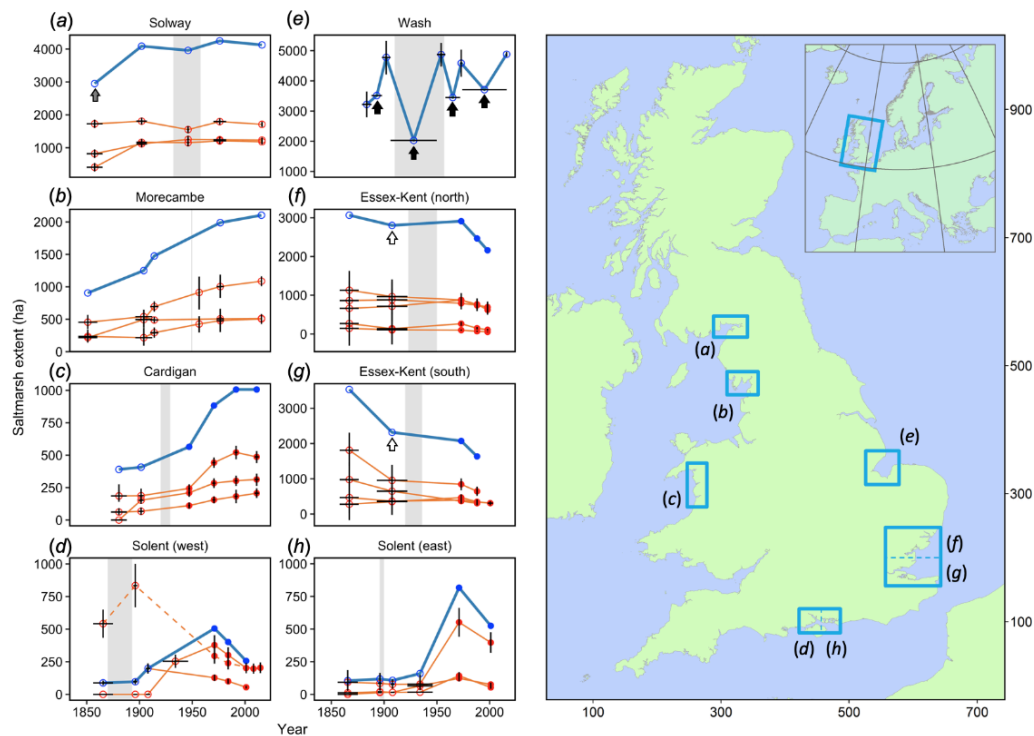 (a) Solway
4000
3000
2000
1000
(e) Wash
5000
4000
3000
2000
1000
(b) Morecambe
2000
1500
1000
500
0
(f) Essex-Kent (north)
3000
2000
1000
0
(c) Cardigan
1000
750
500
250
0
(g) Essex-Kent (south)
3000
2000
1000
0
(d) Solent (west)
1000
750
500
250
0
1850 1900 1950 2000
(h) Solent (east)
1000
750
500
250
0
1850 1900 1950 2000
Saltmarsh extent (ha)
Year
(a)
(b)
(c)
(e)
(f)
(g)
(d) (h)
900
700
500
300
100
100 300 500 700